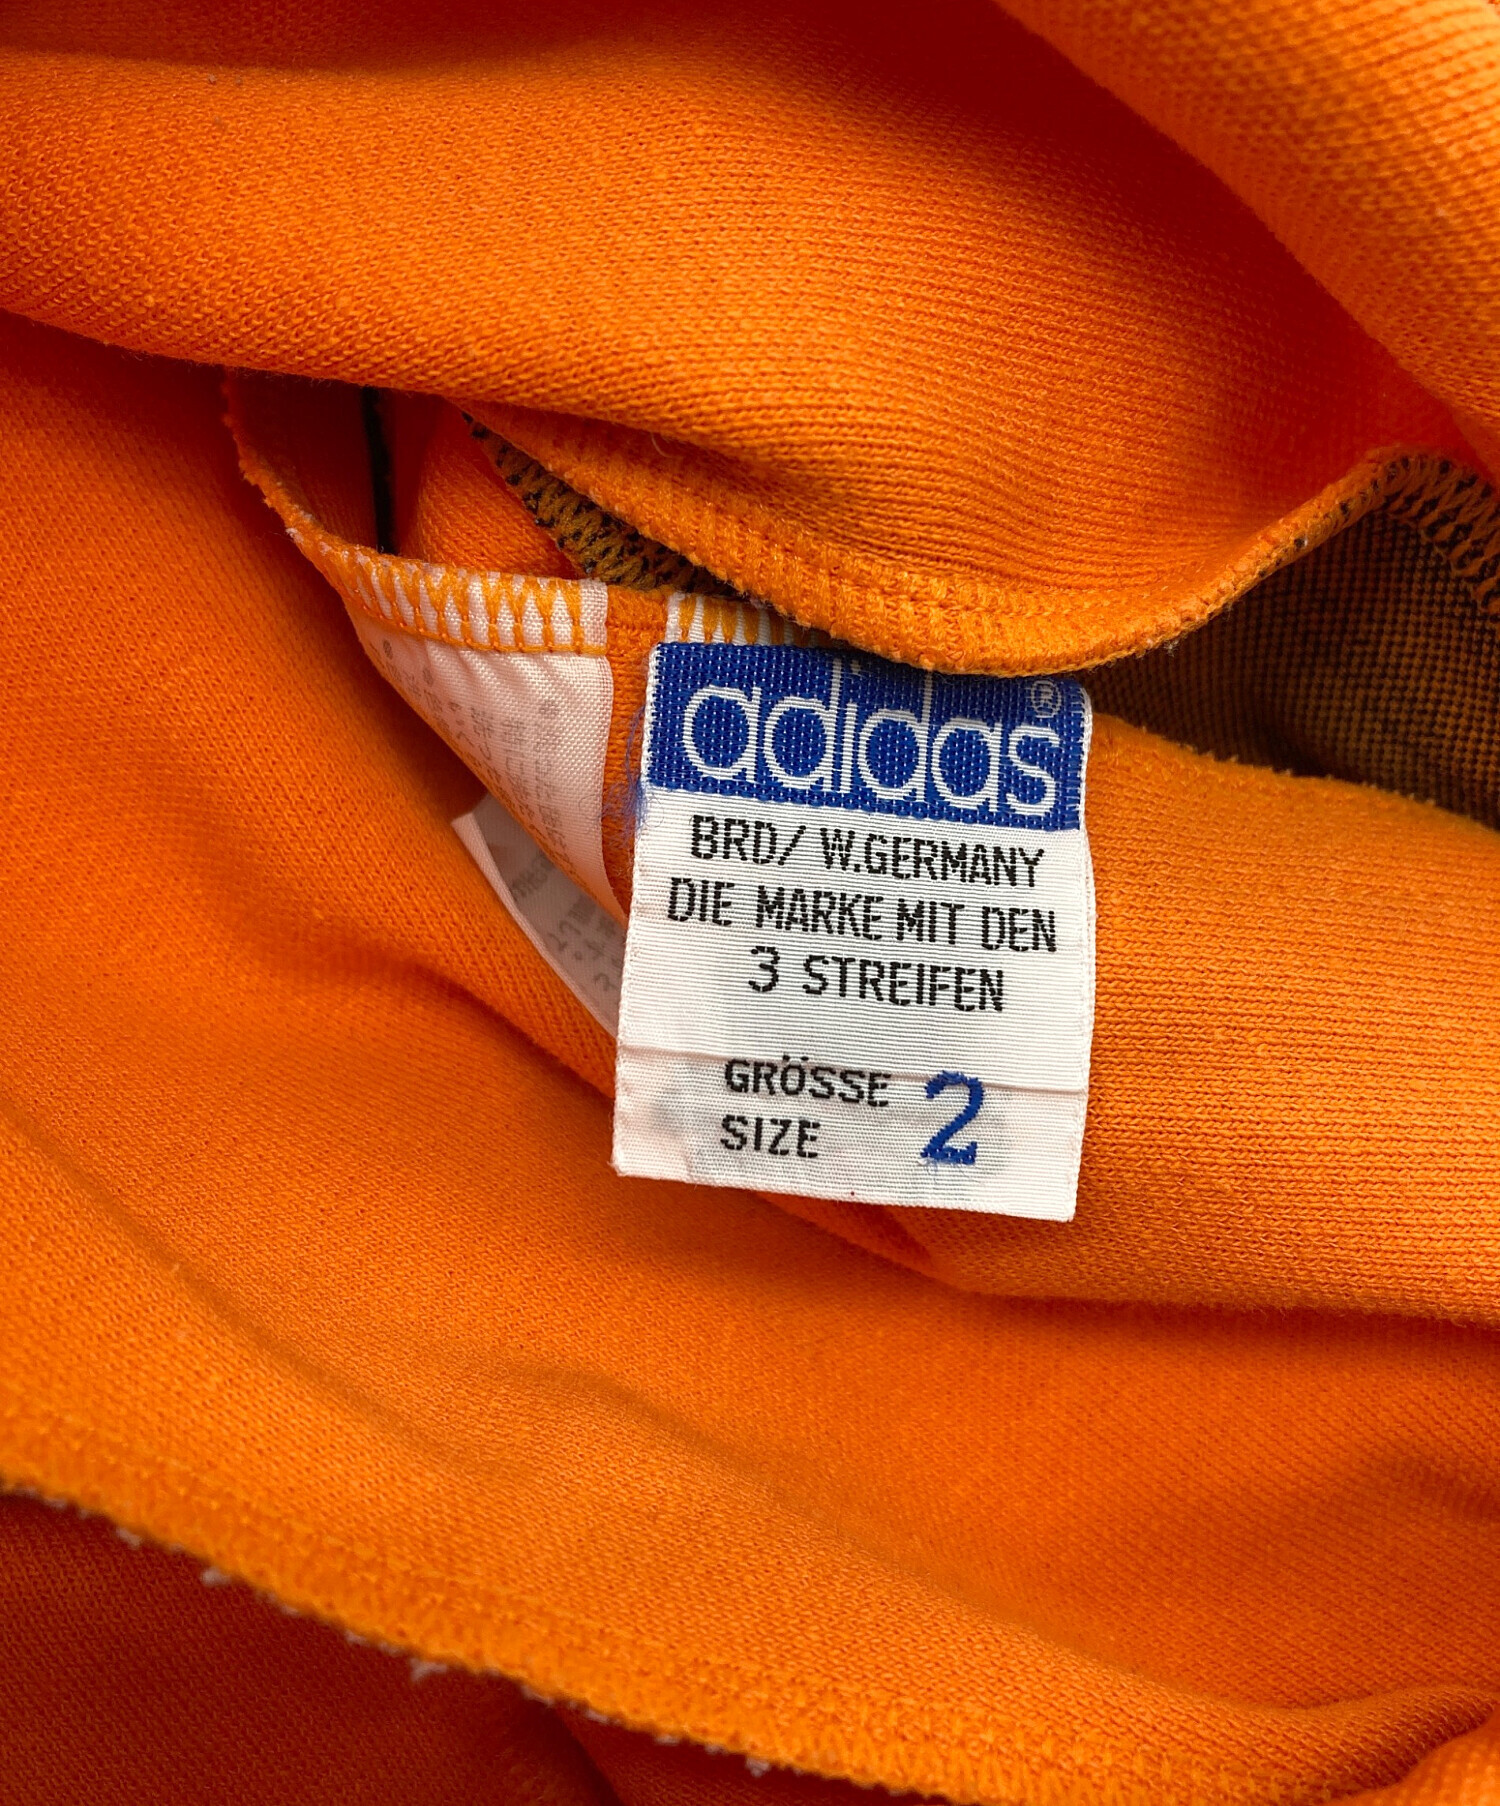 adidas®
BRD/ W.GERMANY
DIE MARKE MIT DEN
3 STREIFEN
GRÖSSE 2
SIZE